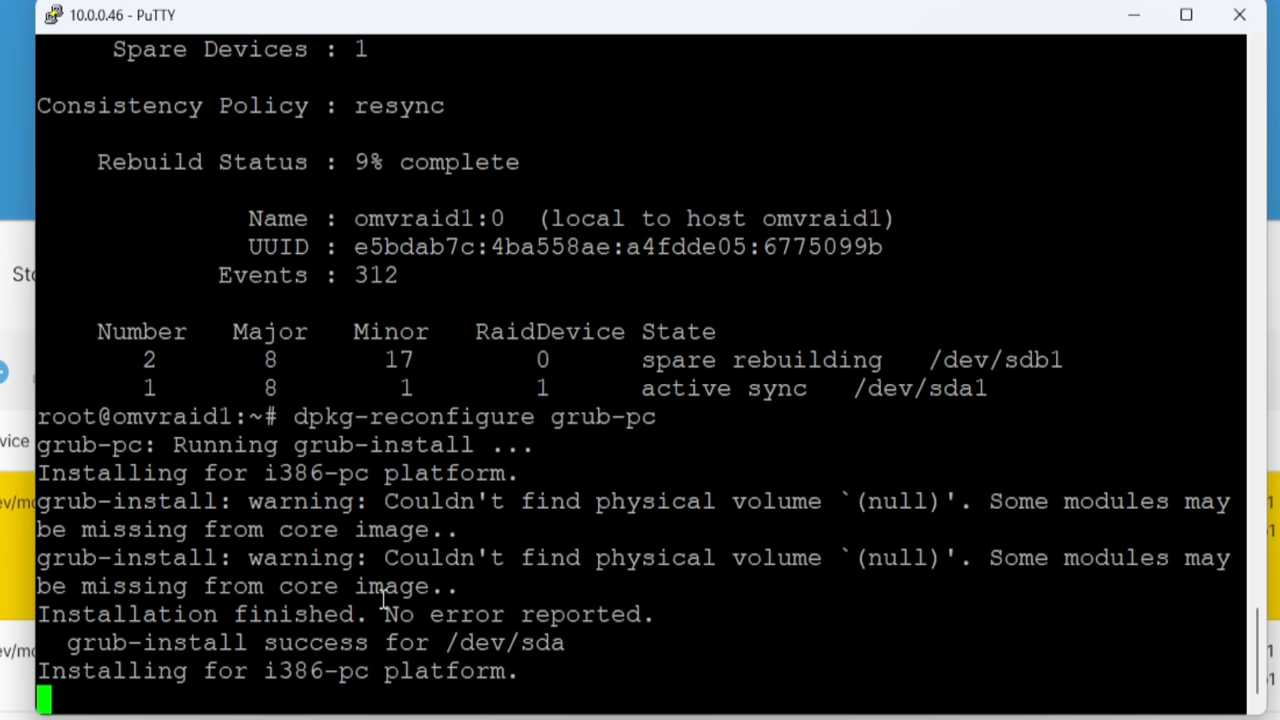 10.0.0.46 - PuTTY
Spare Devices : 1
Consistency Policy : resync
Rebuild Status : 9% complete
Name : omvraid1:0  (local to host omvraid1)
UUID : e5bdab7c:4ba558ae:a4fdde05:6775099b
Events : 312
Number   Major   Minor   RaidDevice State
2       8       17        0      spare rebuilding   /dev/sdb1
1       8        1        1      active sync   /dev/sda1
root@omvraid1:~# dpkg-reconfigure grub-pc
grub-pc: Running grub-install ...
Installing for i386-pc platform.
grub-install: warning: Couldn't find physical volume `(null)'. Some modules may
be missing from core image..
grub-install: warning: Couldn't find physical volume `(null)'. Some modules may
be missing from core image..
Installation finished. No error reported.
grub-install success for /dev/sda
Installing for i386-pc platform.